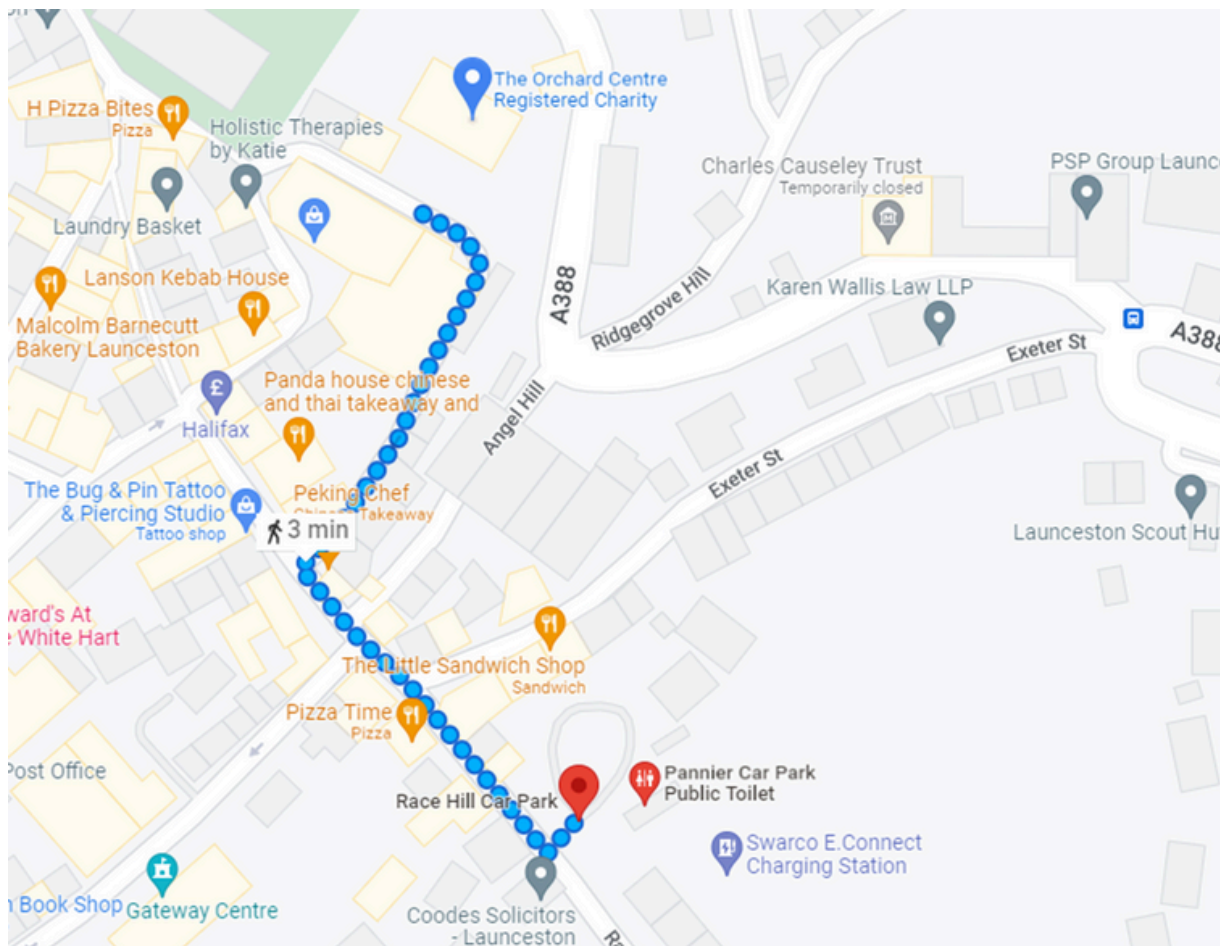 The Orchard Centre
Registered Charity
H Pizza Bites
Pizza
Holistic Therapies
by Katie
Charles Causeley Trust
Temporarily closed
PSP Group
Laundry Basket
Lanson Kebab House
A388
Ridgegrove Hill
Karen Wallis Law LLP
Malcolm Barnecutt
Bakery Launceston
Exeter St
A388
Panda house chinese
and thai takeaway and
Halifax
Angel Hill
Exeter St
The Bug & Pin Tattoo
& Piercing Studio
Tattoo shop
Peking Chef
Takeaway
3 min
Launceston Scout
ward's At
White Hart
The Little Sandwich Shop
Sandwich
Pizza Time
Pizza
Post Office
Race Hill Car Park
Pannier Car Park
Public Toilet
Swarco E.Connect
Charging Station
Book Shop
Gateway Centre
Coodes Solicitors
- Launceston